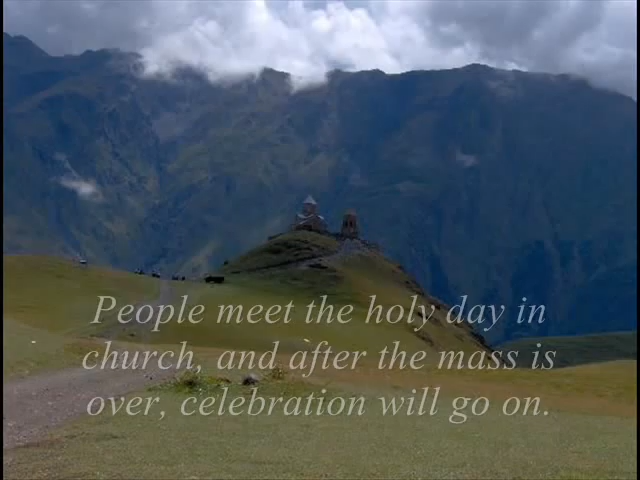 People meet the holy day in
church, and after the mass is
over, celebration will go on.